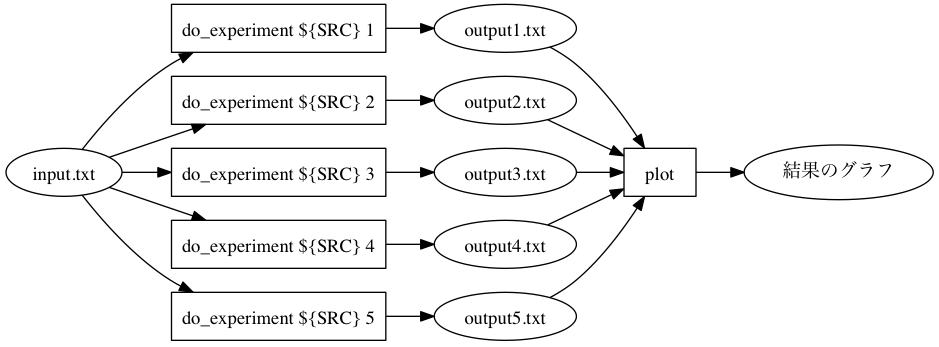 input.txt
do_experiment ${SRC} 1
output1.txt
do_experiment ${SRC} 2
output2.txt
do_experiment ${SRC} 3
output3.txt
do_experiment ${SRC} 4
output4.txt
do_experiment ${SRC} 5
output5.txt
plot
結果のグラフ